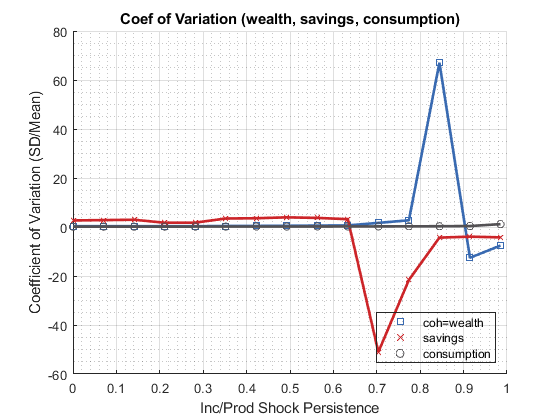 Coef of Variation (wealth, savings, consumption)
Coefficient of Variation (SD/Mean)
80
60
40
20
0
-20
-40
-60
coh=wealth
savings
consumption
0 0.1 0.2 0.3 0.4 0.5 0.6 0.7 0.8 0.9 1
Inc/Prod Shock Persistence